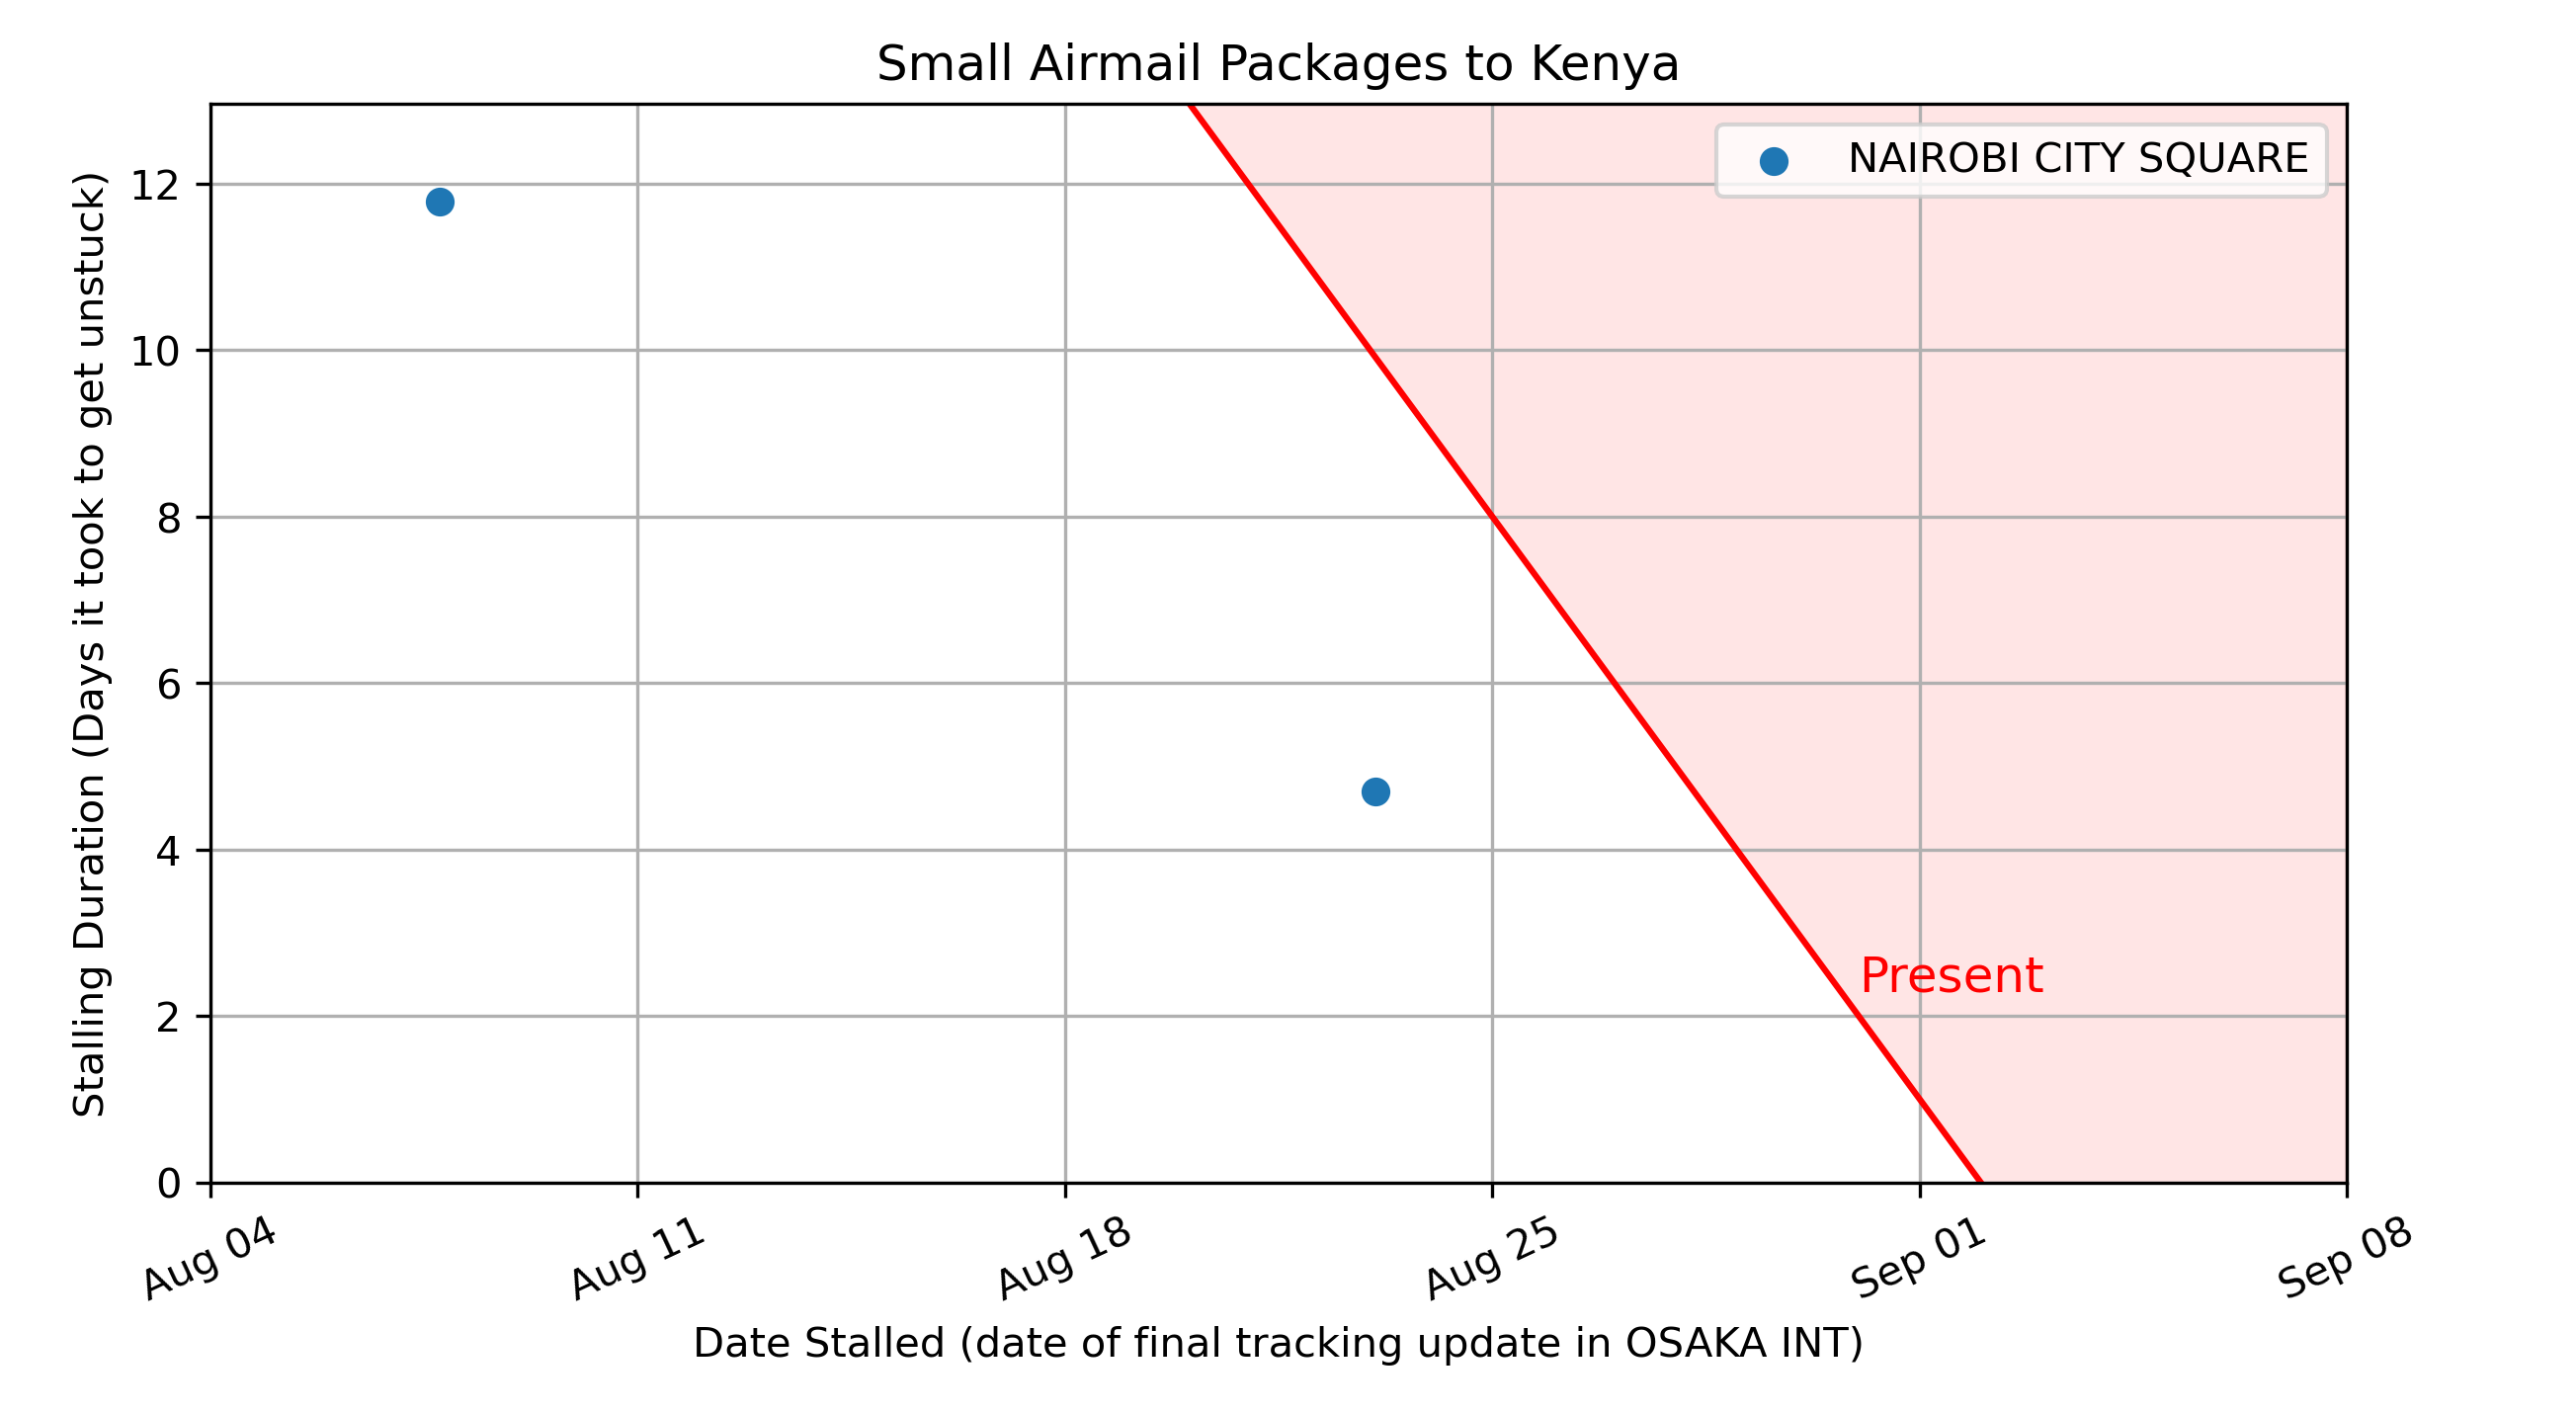 Small Airmail Packages to Kenya
NAIROBI CITY SQUARE
Stalling Duration (Days it took to get unstuck)
12
10
8
6
4
2
0
Present
Aug 04
Aug 11
Aug 18
Aug 25
Sep 01
Sep 08
Date Stalled (date of final tracking update in OSAKA INT)